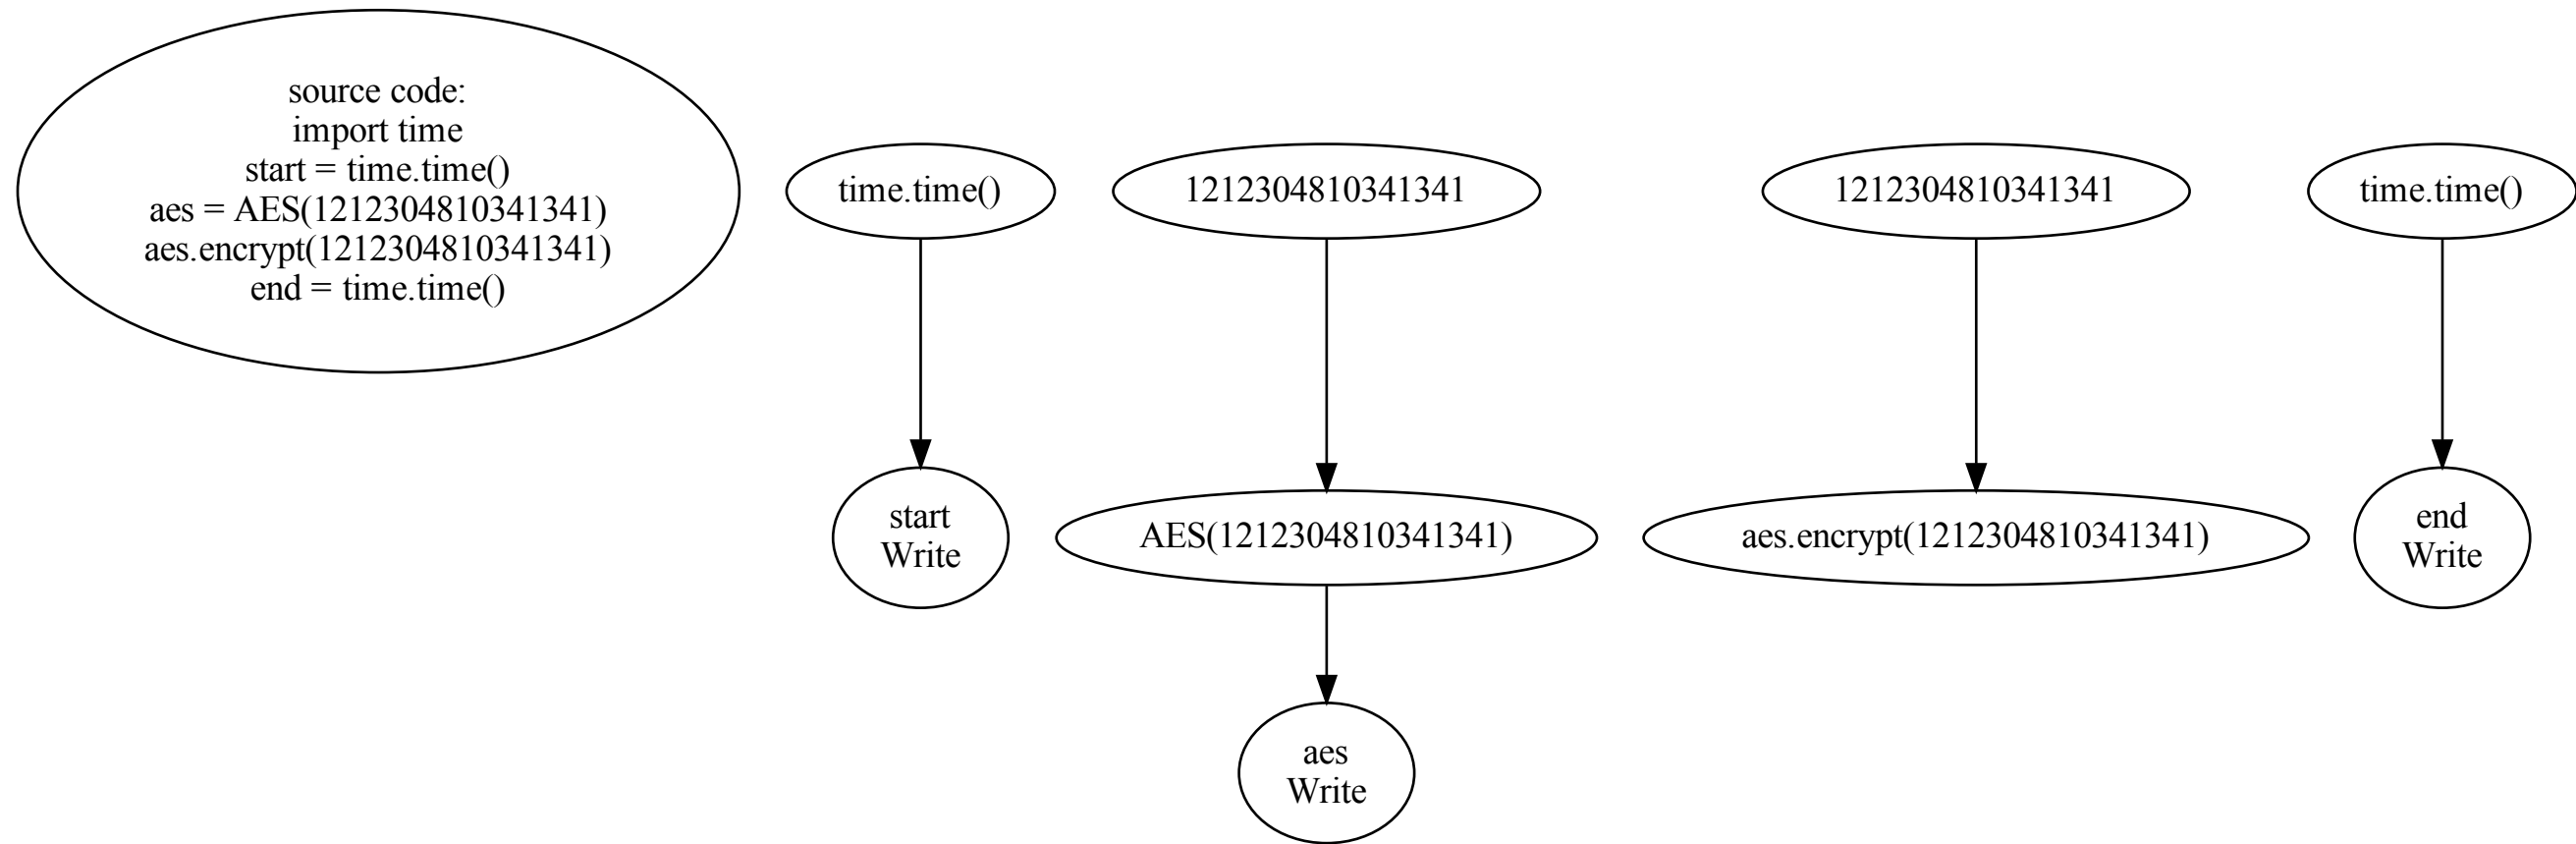 source code:
import time
start = time.time()
aes = AES(1212304810341341)
aes.encrypt(1212304810341341)
end = time.time()
time.time()
1212304810341341
1212304810341341
time.time()
start
Write
AES(1212304810341341)
aes.encrypt(1212304810341341)
end
Write
aes
Write